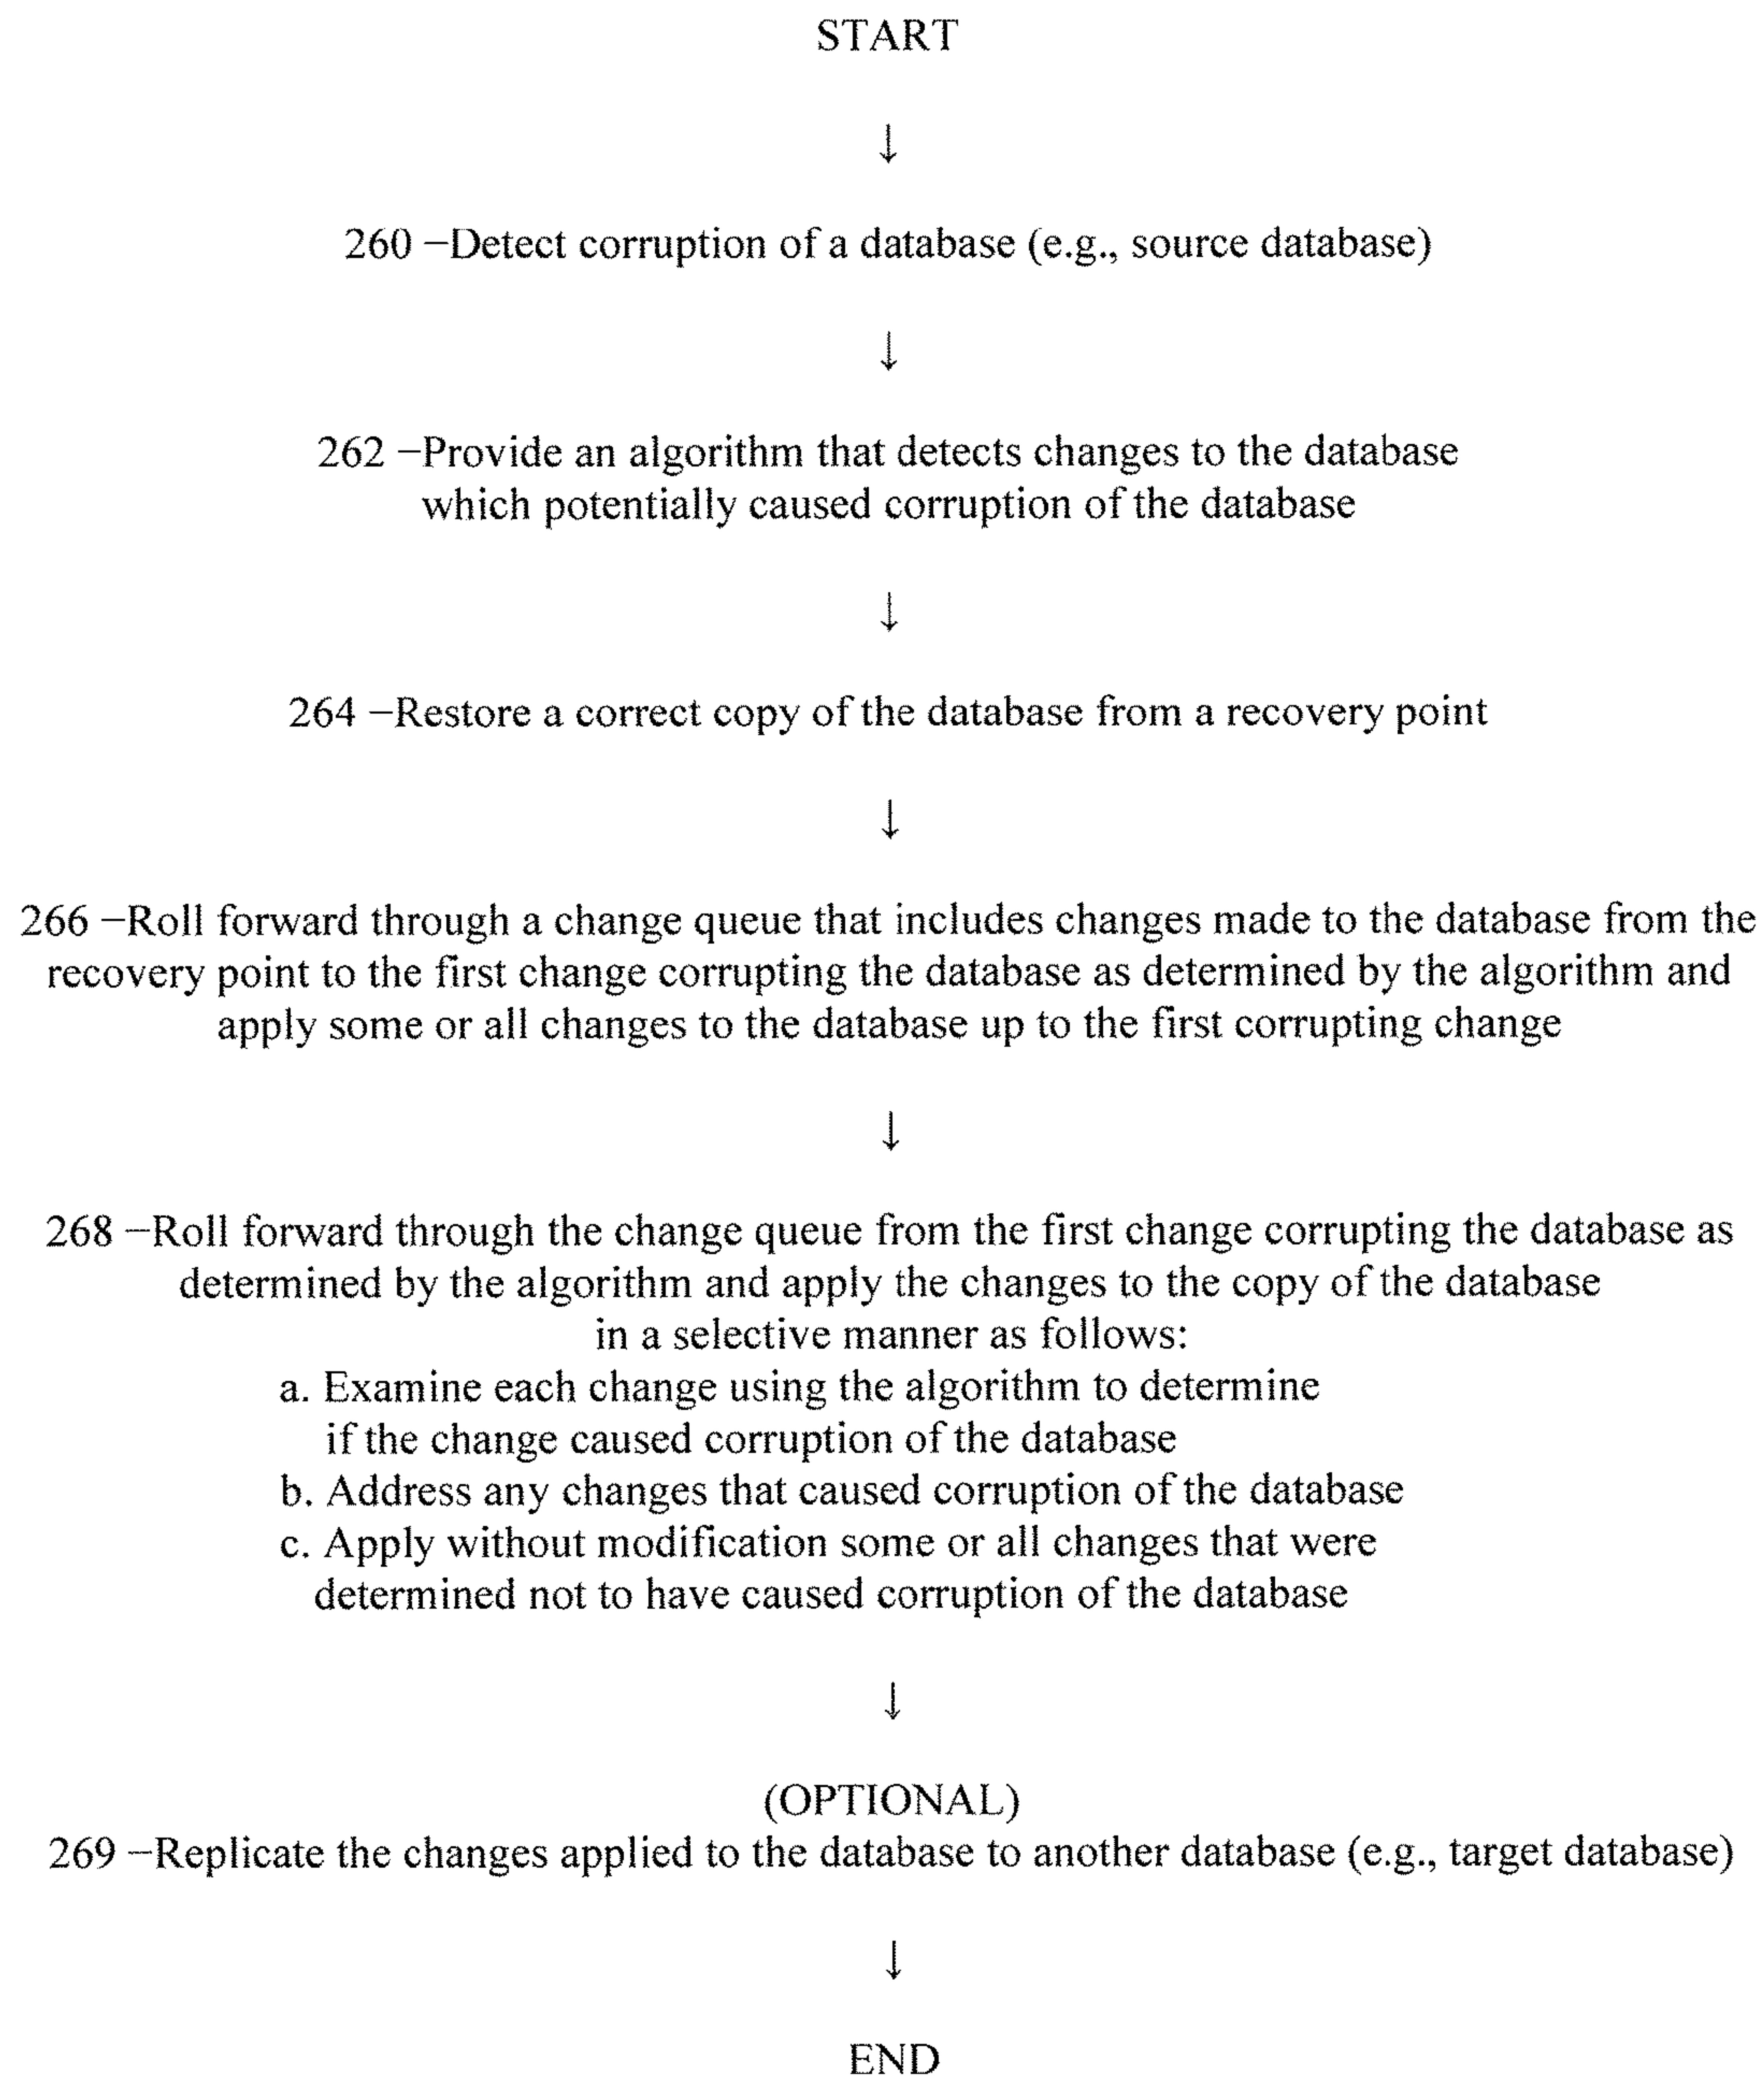 START
↓
260 –Detect corruption of a database (e.g., source database)
↓
262 –Provide an algorithm that detects changes to the database
which potentially caused corruption of the database
↓
264 –Restore a correct copy of the database from a recovery point
↓
266 –Roll forward through a change queue that includes changes made to the database from the
recovery point to the first change corrupting the database as determined by the algorithm and
apply some or all changes to the database up to the first corrupting change
↓
268 –Roll forward through the change queue from the first change corrupting the database as
determined by the algorithm and apply the changes to the copy of the database
in a selective manner as follows:
a. Examine each change using the algorithm to determine
if the change caused corruption of the database
b. Address any changes that caused corruption of the database
c. Apply without modification some or all changes that were
determined not to have caused corruption of the database
↓
(OPTIONAL)
269 –Replicate the changes applied to the database to another database (e.g., target database)
↓
END